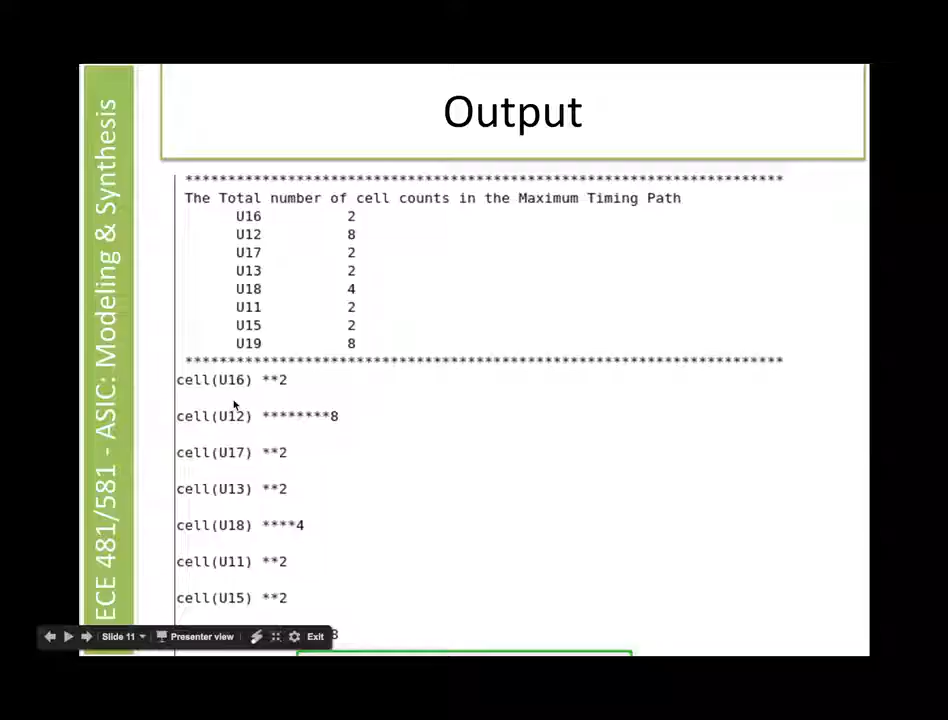 ECE 481/581 - ASIC: Modeling & Synthesis
Output
**********************************************************************
The Total number of cell counts in the Maximum Timing Path
U16 2
U12 8
U17 2
U13 2
U18 4
U11 2
U15 2
U19 8
**********************************************************************
cell(U16) **2
cell(U12) ********8
cell(U17) **2
cell(U13) **2
cell(U18) ****4
cell(U11) **2
cell(U15) **2
8
Slide 11
Presenter view
Exit